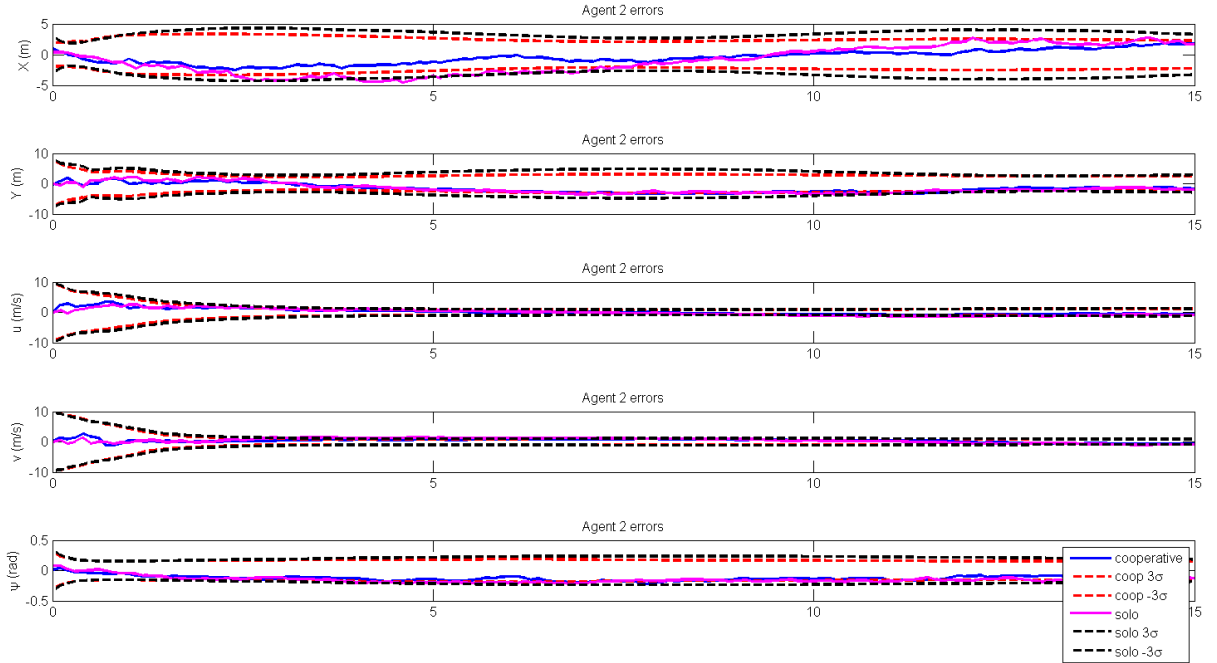 Agent 2 errors
X (m)
5
0
-5
0
5
10
15
Agent 2 errors
Y (m)
10
0
-10
0
5
10
15
Agent 2 errors
u (m/s)
10
0
-10
0
5
10
15
Agent 2 errors
v (m/s)
10
0
-10
0
5
10
15
Agent 2 errors
ψ (rad)
0.5
0
-0.5
0
5
10
15
cooperative
coop 3σ
coop -3σ
solo
solo 3σ
solo -3σ